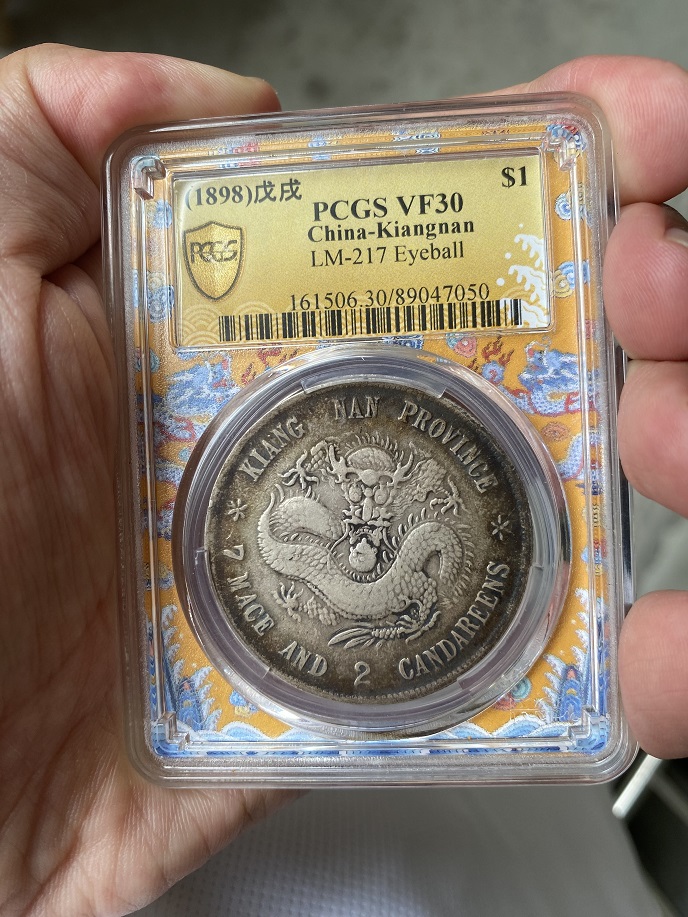 (1898)戊戌
$1
PCGS VF30
China-Kiangnan
LM-217 Eyeball
PCGS
161506.30/89047050
KIANG NAN PROVINCE
7 MACE AND 2 CANDAREENS